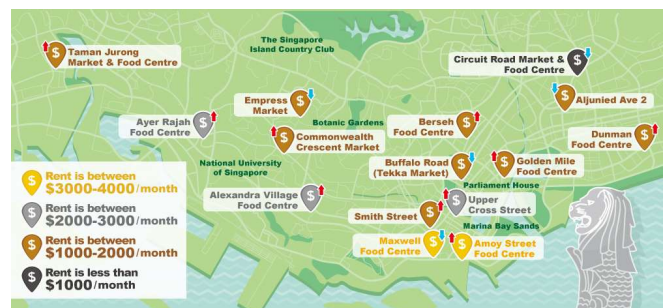 The Singapore
Island Country Club
Taman Jurong
Market & Food Centre
Circuit Road Market &
Food Centre
Empress
Market
Aljunied Ave 2
Ayer Rajah
Food Centre
Botanic Gardens
Berseh
Food Centre
Commonwealth
Crescent Market
Dunman
Food Centre
National University
of Singapore
Buffalo Road
(Tekka Market)
Golden Mile
Food Centre
Parliament House
Alexandra Village
Food Centre
Upper
Cross Street
Smith Street
Marina Bay Sands
Maxwell
Food Centre
Amoy Street
Food Centre
$ Rent is between
$3000-4000/month
$ Rent is between
$2000-3000/month
$ Rent is between
$1000-2000/month
$ Rent is less than
$1000/month